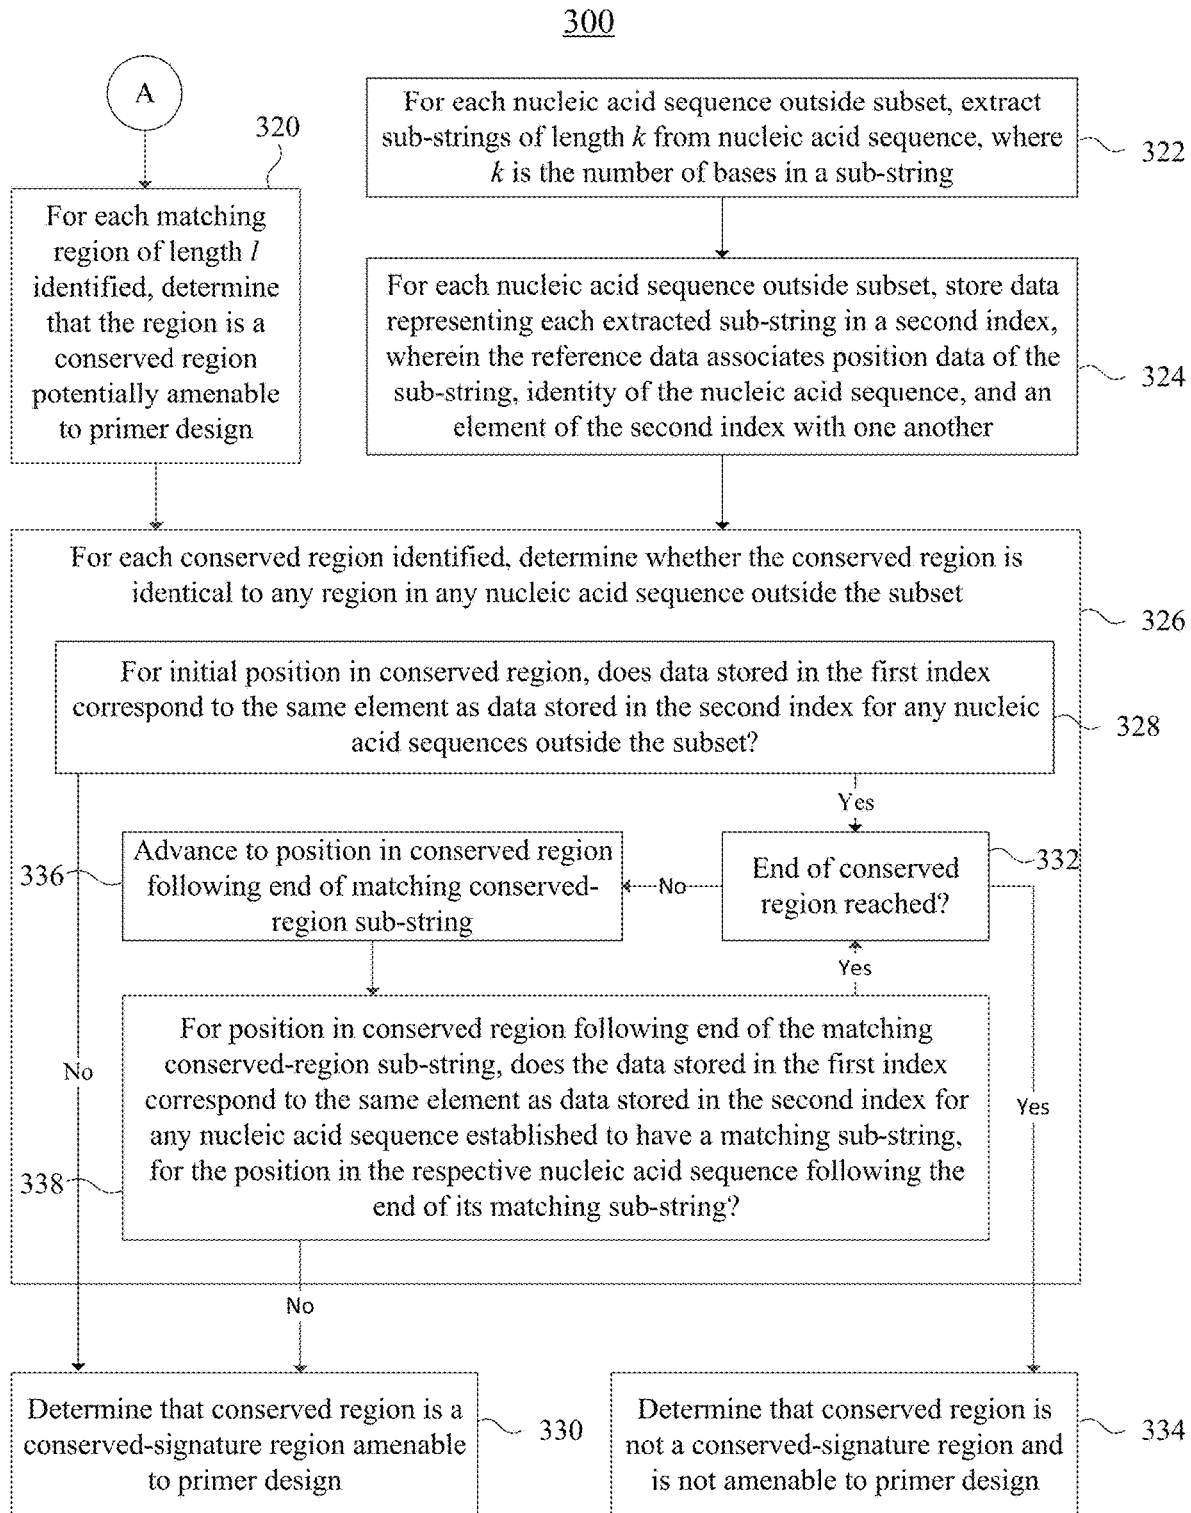 300
A
320
For each matching
region of length l
identified, determine
that the region is a
conserved region
potentially amenable
to primer design
For each nucleic acid sequence outside subset, extract
sub-strings of length k from nucleic acid sequence, where
k is the number of bases in a sub-string
322
For each nucleic acid sequence outside subset, store data
representing each extracted sub-string in a second index,
wherein the reference data associates position data of the
sub-string, identity of the nucleic acid sequence, and an
element of the second index with one another
324
For each conserved region identified, determine whether the conserved region is
identical to any region in any nucleic acid sequence outside the subset
326
For initial position in conserved region, does data stored in the first index
correspond to the same element as data stored in the second index for any nucleic
acid sequences outside the subset?
328
Yes
336
Advance to position in conserved region
following end of matching conserved-
region sub-string
No
End of conserved
region reached?
332
Yes
For position in conserved region following end of the matching
conserved-region sub-string, does the data stored in the first index
correspond to the same element as data stored in the second index for
any nucleic acid sequence established to have a matching sub-string,
for the position in the respective nucleic acid sequence following the
end of its matching sub-string?
338
No
Yes
No
Determine that conserved region is a
conserved-signature region amenable
to primer design
330
Determine that conserved region is
not a conserved-signature region and
is not amenable to primer design
334